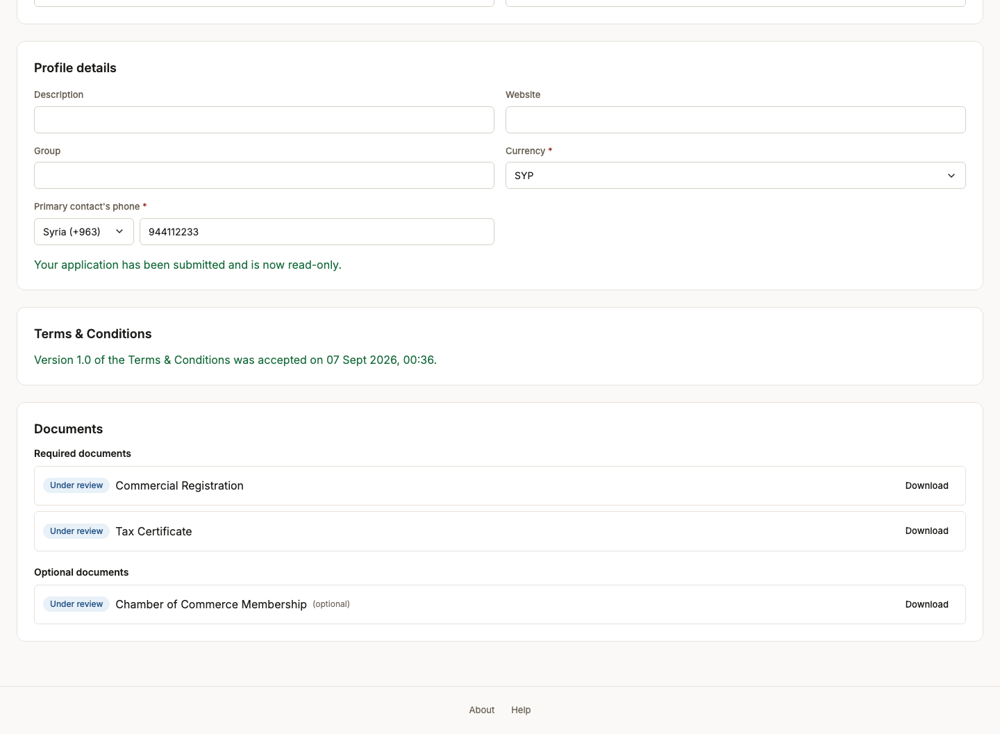 Profile details
Description
Website
Group
Currency *
SYP
Primary contact's phone *
Syria (+963)
944112233
Your application has been submitted and is now read-only.
Terms & Conditions
Version 1.0 of the Terms & Conditions was accepted on 07 Sept 2026, 00:36.
Documents
Required documents
Under review Commercial Registration Download
Under review Tax Certificate Download
Optional documents
Under review Chamber of Commerce Membership (optional) Download
About Help